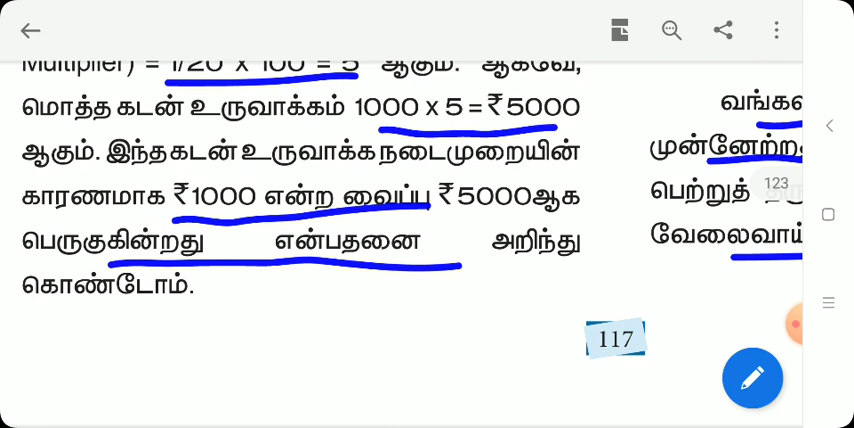 Multiplier) = 1/20 x 100 = 5 ஆகும். ஆகவே,
மொத்த கடன் உருவாக்கம் 1000 x 5 = ₹5000
ஆகும். இந்த கடன் உருவாக்க நடைமுறையின்
காரணமாக ₹1000 என்ற வைப்பு ₹5000ஆக
பெருகுகின்றது என்பதனை அறிந்து
கொண்டோம்.
முன்னேற்ற
பெற்றுத்
123
117